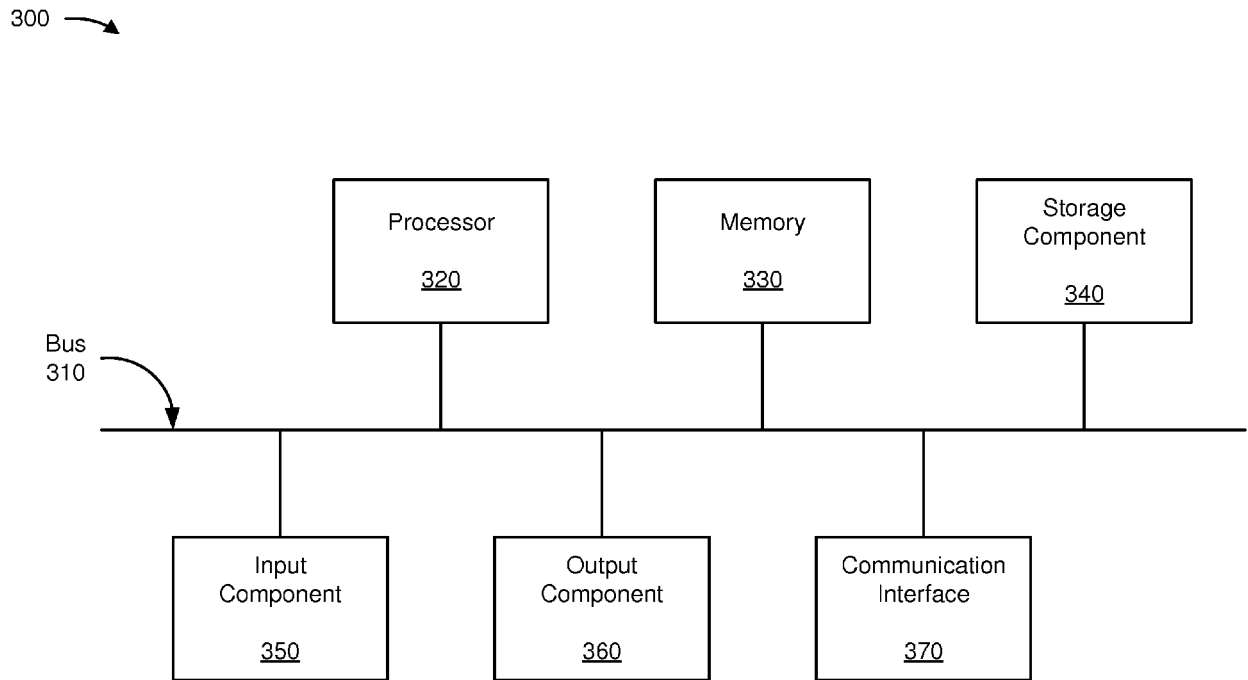 300
Processor
320
Memory
330
Storage
Component
340
Bus
310
Input
Component
350
Output
Component
360
Communication
Interface
370